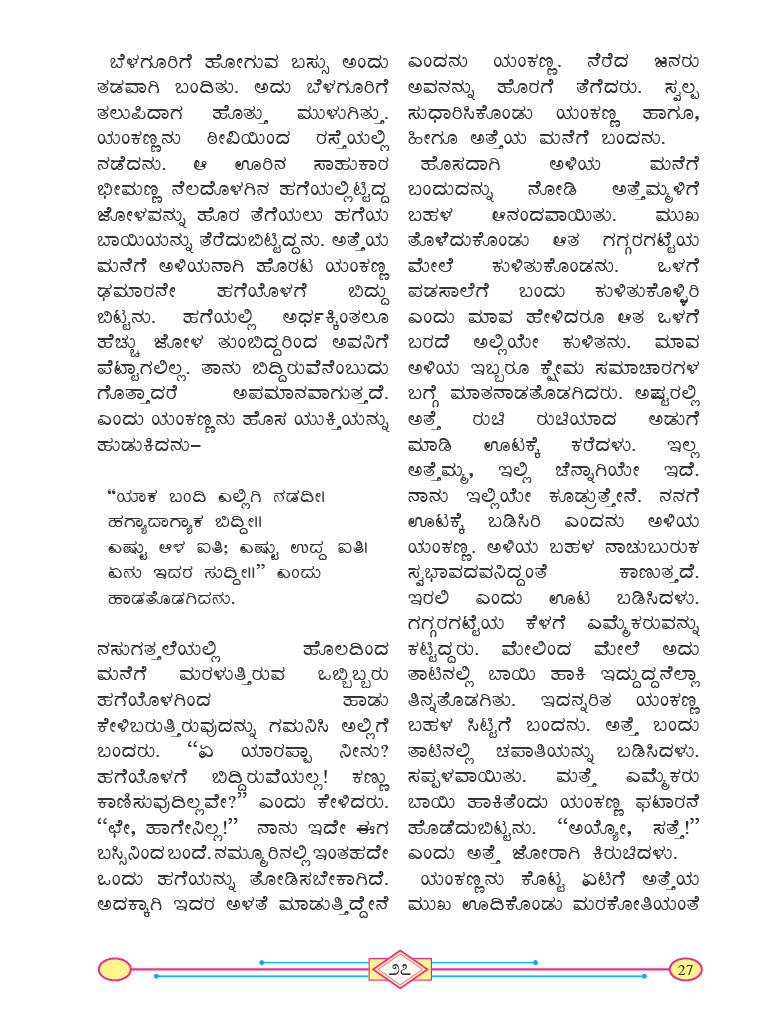 ಬೆಳಗೂರಿಗೆ ಹೋಗುವ ಬಸ್ಸು ಅಂದು
ತಡವಾಗಿ ಬಂದಿತು. ಅದು ಬೆಳಗೂರಿಗೆ
ತಲುಪಿದಾಗ ಹೊತ್ತು ಮುಳುಗಿತ್ತು.
ಯಂಕಣ್ಣನು ಠೀವಿಯಿಂದ ರಸ್ತೆಯಲ್ಲಿ
ನಡೆದನು. ಆ ಊರಿನ ಸಾಹುಕಾರ
ಭೀಮಣ್ಣ ನೆಲದೊಳಗಿನ ಹಗೆಯಲ್ಲಿಟ್ಟಿದ್ದ
ಜೋಳವನ್ನು ಹೊರ ತೆಗೆಯಲು ಹಗೆಯ
ಬಾಯಿಯನ್ನು ತೆರೆದುಬಿಟ್ಟಿದ್ದನು. ಅತ್ತೆಯ
ಮನೆಗೆ ಅಳಿಯನಾಗಿ ಹೊರಟ ಯಂಕಣ್ಣ
ಢಮಾರನೇ ಹಗೆಯೊಳಗೆ ಬಿದ್ದು
ಬಿಟ್ಟನು. ಹಗೆಯಲ್ಲಿ ಅರ್ಧಕ್ಕಿಂತಲೂ
ಹೆಚ್ಚು ಜೋಳ ತುಂಬಿದ್ದರಿಂದ ಅವನಿಗೆ
ಪೆಟ್ಟಾಗಲಿಲ್ಲ. ತಾನು ಬಿದ್ದಿರುವೆನೆಂಬುದು
ಗೊತ್ತಾದರೆ ಅಪಮಾನವಾಗುತ್ತದೆ.
ಎಂದು ಯಂಕಣ್ಣನು ಹೊಸ ಯುಕ್ತಿಯನ್ನು
ಹುಡುಕಿದನು–
“ಯಾಕ ಬಂದಿ ಎಲ್ಲಿಗಿ ನಡದೀ।
ಹಗ್ಯಾದಾಗ್ಯಾಕ ಬಿದ್ದೀ॥
ಎಷ್ಟು ಆಳ ಐತಿ; ಎಷ್ಟು ಉದ್ದ ಐತಿ।
ಏನು ಇದರ ಸುದ್ದೀ॥” ಎಂದು
ಹಾಡತೊಡಗಿದನು.
ನಸುಗತ್ತಲೆಯಲ್ಲಿ ಹೊಲದಿಂದ
ಮನೆಗೆ ಮರಳುತ್ತಿರುವ ಒಬ್ಬಿಬ್ಬರು
ಹಗೆಯೊಳಗಿಂದ ಹಾಡು
ಕೇಳಿಬರುತ್ತಿರುವುದನ್ನು ಗಮನಿಸಿ ಅಲ್ಲಿಗೆ
ಬಂದರು. “ಏ ಯಾರಪ್ಪಾ ನೀನು?
ಹಗೆಯೊಳಗೆ ಬಿದ್ದಿರುವೆಯಲ್ಲ! ಕಣ್ಣು
ಕಾಣಿಸುವುದಿಲ್ಲವೇ?” ಎಂದು ಕೇಳಿದರು.
“ಛೇ, ಹಾಗೇನಿಲ್ಲ!” ನಾನು ಇದೇ ಈಗ
ಬಸ್ಸಿನಿಂದ ಬಂದೆ. ನಮ್ಮೂರಿನಲ್ಲಿ ಇಂತಹದೇ
ಒಂದು ಹಗೆಯನ್ನು ತೋಡಿಸಬೇಕಾಗಿದೆ.
ಅದಕ್ಕಾಗಿ ಇದರ ಅಳತೆ ಮಾಡುತ್ತಿದ್ದೇನೆ
ಎಂದನು ಯಂಕಣ್ಣ. ನೆರೆದ ಜನರು
ಅವನನ್ನು ಹೊರಗೆ ತೆಗೆದರು. ಸ್ವಲ್ಪ
ಸುಧಾರಿಸಿಕೊಂಡು ಯಂಕಣ್ಣ ಹಾಗೂ,
ಹೀಗೂ ಅತ್ತೆಯ ಮನೆಗೆ ಬಂದನು.
ಹೊಸದಾಗಿ ಅಳಿಯ ಮನೆಗೆ
ಬಂದುದನ್ನು ನೋಡಿ ಅತ್ತೆಮ್ಮಳಿಗೆ
ಬಹಳ ಆನಂದವಾಯಿತು. ಮುಖ
ತೊಳೆದುಕೊಂಡು ಆತ ಗಗ್ಗರಗಟ್ಟೆಯ
ಮೇಲೆ ಕುಳಿತುಕೊಂಡನು. ಒಳಗೆ
ಪಡಸಾಲೆಗೆ ಬಂದು ಕುಳಿತುಕೊಳ್ಳಿರಿ
ಎಂದು ಮಾವ ಹೇಳಿದರೂ ಆತ ಒಳಗೆ
ಬರದೆ ಅಲ್ಲಿಯೇ ಕುಳಿತನು. ಮಾವ
ಅಳಿಯ ಇಬ್ಬರೂ ಕ್ಷೇಮ ಸಮಾಚಾರಗಳ
ಬಗ್ಗೆ ಮಾತನಾಡತೊಡಗಿದರು. ಅಷ್ಟರಲ್ಲಿ
ಅತ್ತೆ ರುಚಿ ರುಚಿಯಾದ ಅಡುಗೆ
ಮಾಡಿ ಊಟಕ್ಕೆ ಕರೆದಳು. ಇಲ್ಲ
ಅತ್ತೆಮ್ಮ, ಇಲ್ಲಿ ಚೆನ್ನಾಗಿಯೇ ಇದೆ.
ನಾನು ಇಲ್ಲಿಯೇ ಕೂಡ್ರುತ್ತೇನೆ. ನನಗೆ
ಊಟಕ್ಕೆ ಬಡಿಸಿರಿ ಎಂದನು ಅಳಿಯ
ಯಂಕಣ್ಣ. ಅಳಿಯ ಬಹಳ ನಾಚುಬುರುಕ
ಸ್ವಭಾವದವನಿದ್ದಂತೆ ಕಾಣುತ್ತದೆ.
ಇರಲಿ ಎಂದು ಊಟ ಬಡಿಸಿದಳು.
ಗಗ್ಗರಗಟ್ಟೆಯ ಕೆಳಗೆ ಎಮ್ಮೆಕರುವನ್ನು
ಕಟ್ಟಿದ್ದರು. ಮೇಲಿಂದ ಮೇಲೆ ಅದು
ತಾಟಿನಲ್ಲಿ ಬಾಯಿ ಹಾಕಿ ಇದ್ದುದ್ದನೆಲ್ಲಾ
ತಿನ್ನತೊಡಗಿತು. ಇದನ್ನರಿತ ಯಂಕಣ್ಣ
ಬಹಳ ಸಿಟ್ಟಿಗೆ ಬಂದನು. ಅತ್ತೆ ಬಂದು
ತಾಟಿನಲ್ಲಿ ಚಪಾತಿಯನ್ನು ಬಡಿಸಿದಳು.
ಸಪ್ಪಳವಾಯಿತು. ಮತ್ತೆ ಎಮ್ಮೆಕರು
ಬಾಯಿ ಹಾಕಿತೆಂದು ಯಂಕಣ್ಣ ಫಟಾರನೆ
ಹೊಡೆದುಬಿಟ್ಟನು. “ಅಯ್ಯೋ, ಸತ್ತೆ!”
ಎಂದು ಅತ್ತೆ ಜೋರಾಗಿ ಕಿರುಚಿದಳು.
ಯಂಕಣ್ಣನು ಕೊಟ್ಟ ಏಟಿಗೆ ಅತ್ತೆಯ
ಮುಖ ಊದಿಕೊಂಡು ಮರಕೋತಿಯಂತೆ
೨೭
27